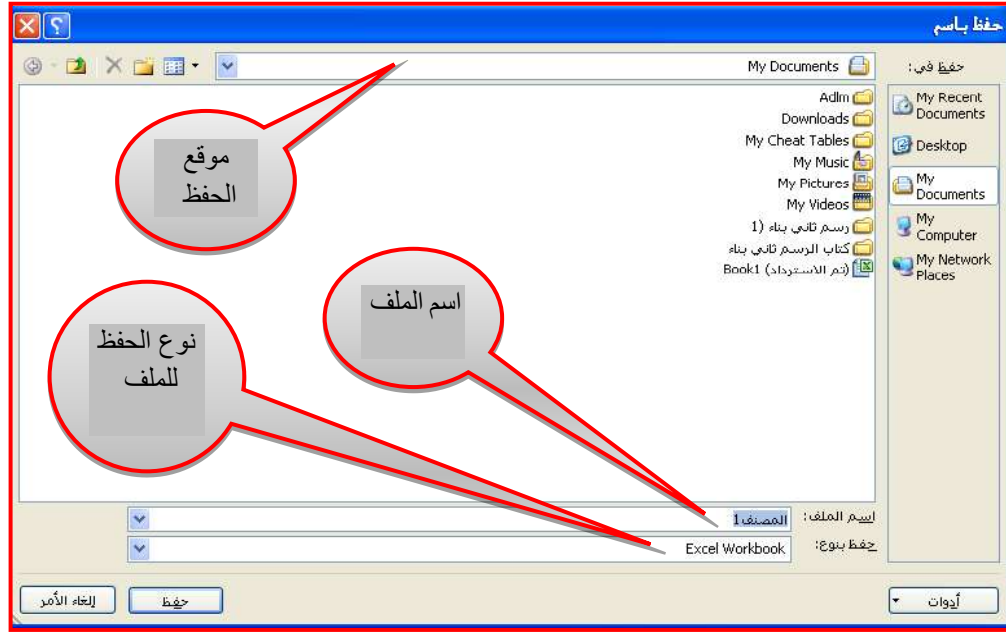 حفظ باسم
حفظ في:
My Documents
My Recent
Documents
Desktop
My
Documents
My
Computer
My Network
Places
Adlm
Downloads
My Cheat Tables
My Music
My Pictures
My Videos
رسم ثاني بناء (1
كتاب الرسم ثاني بناء
Book1 (تم الاسترداد)
موقع
الحفظ
اسم الملف
نوع الحفظ
للملف
اسم الملف: المصنف1
حفظ بنوع: Excel Workbook
أدوات
حفظ
إلغاء الأمر